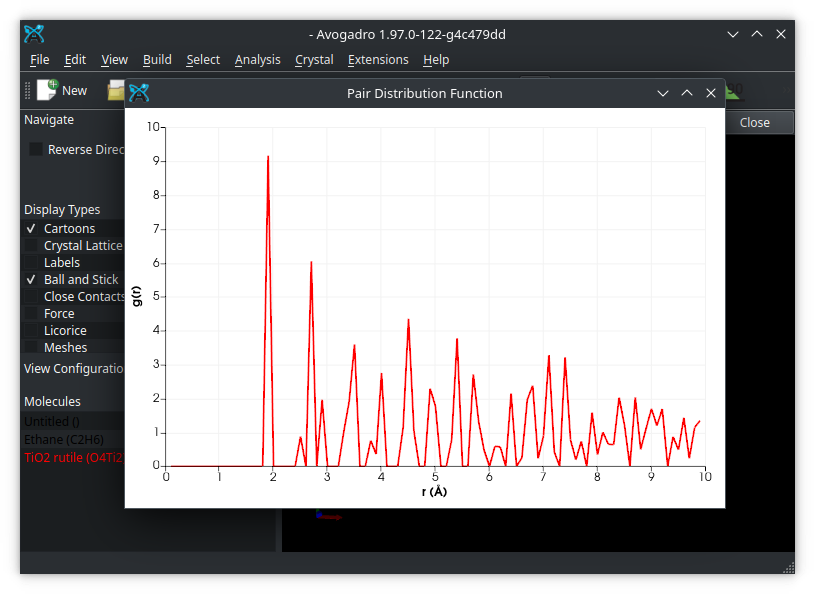 - Avogadro 1.97.0-122-g4c479dd
File Edit View Build Select Analysis Crystal Extensions Help
New
Pair Distribution Function
Navigate
Close
Reverse Direc
Display Types
Cartoons
Crystal Lattice
Labels
Ball and Stick
Close Contacts
Force
Licorice
Meshes
View Configuratio
Molecules
Untitled ()
Ethane (C2H6)
TiO2 rutile (O4Ti2
10
9
8
7
6
5
4
3
2
1
0
g(r)
0 1 2 3 4 5 6 7 8 9 10
r (Å)